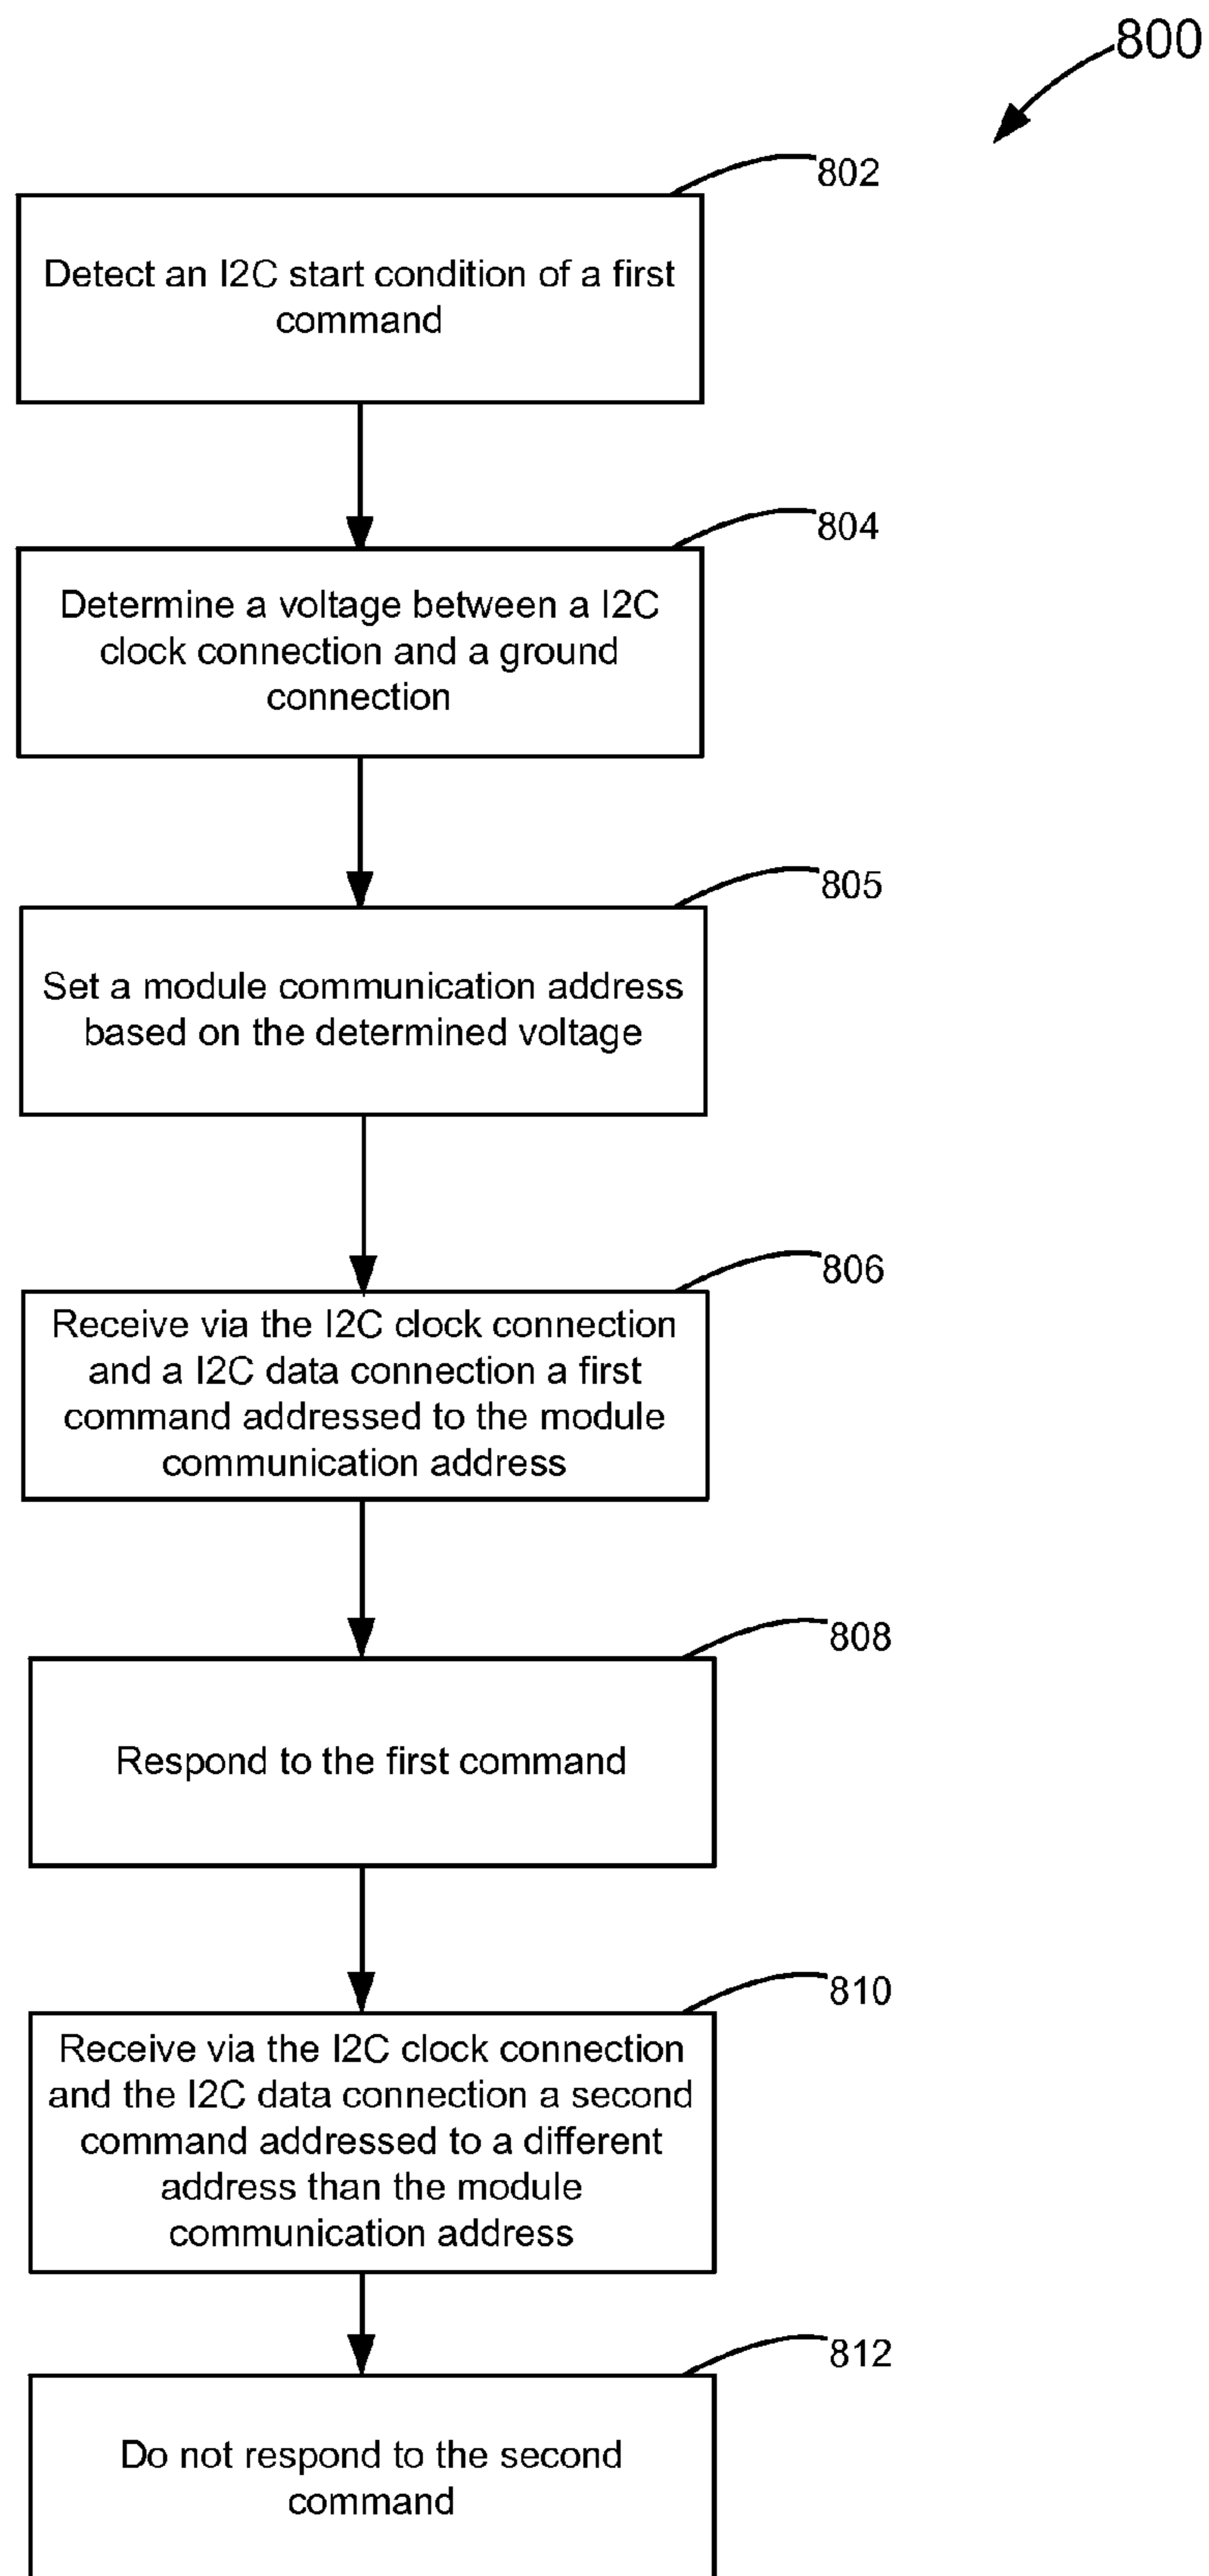 800
802
Detect an I2C start condition of a first
command
804
Determine a voltage between a I2C
clock connection and a ground
connection
805
Set a module communication address
based on the determined voltage
806
Receive via the I2C clock connection
and a I2C data connection a first
command addressed to the module
communication address
808
Respond to the first command
810
Receive via the I2C clock connection
and the I2C data connection a second
command addressed to a different
address than the module
communication address
812
Do not respond to the second
command